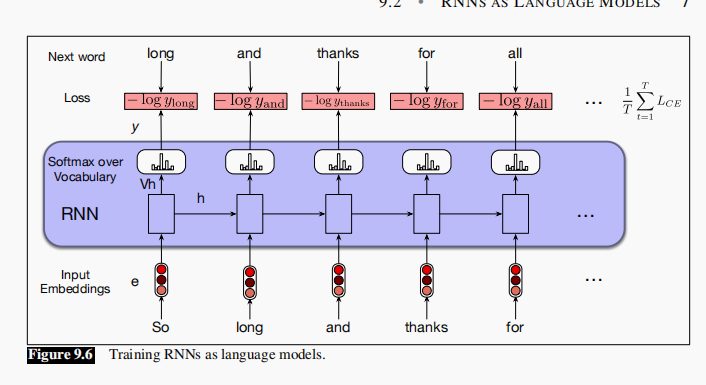 9.2 • RNNs as Language Models 7
Next word long and thanks for all
Loss − log y_long − log y_and − log y_thanks − log y_for − log y_all … 1/T ∑_{t=1}^{T} L_CE
y
Softmax over
Vocabulary
Vh
h
RNN …
Input
Embeddings e …
So long and thanks for
Figure 9.6 Training RNNs as language models.